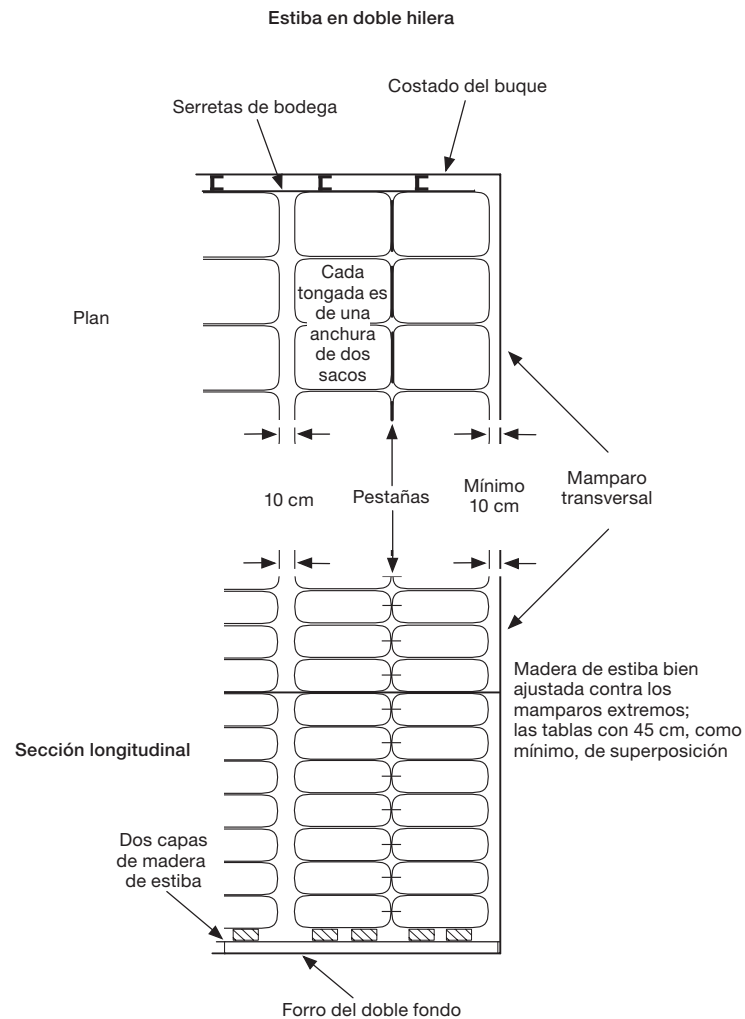 Estiba en doble hilera
Costado del buque
Serretas de bodega
Cada
tongada es
de una
anchura
de dos
sacos
Plan
10 cm
Pestañas
Mínimo
10 cm
Mamparo
transversal
Madera de estiba bien
ajustada contra los
mamparos extremos;
las tablas con 45 cm, como
mínimo, de superposición
Sección longitudinal
Dos capas
de madera
de estiba
Forro del doble fondo